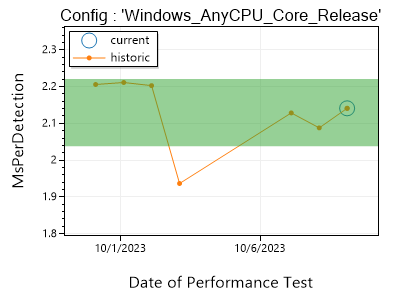 Config : 'Windows_AnyCPU_Core_Release'
current
historic
2.3
2.2
2.1
2
1.9
1.8
MsPerDetection
10/1/2023
10/6/2023
Date of Performance Test